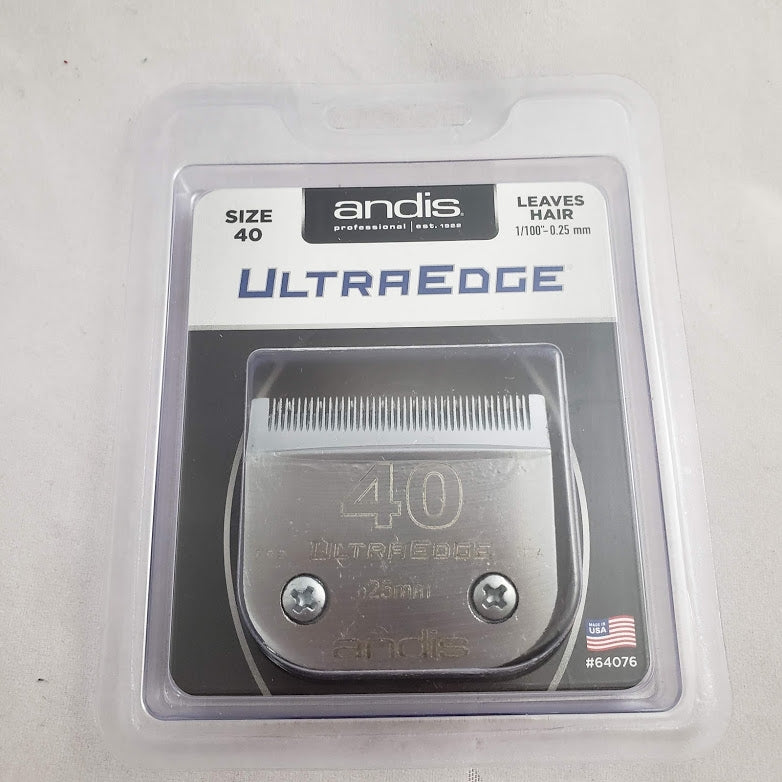 SIZE
40
andis
professional | est. 1922
LEAVES
HAIR
1/100"- 0.25 mm
ULTRAEDGE
40
ULTRAEDGE
.25mm
andis
MADE IN
USA
#64076